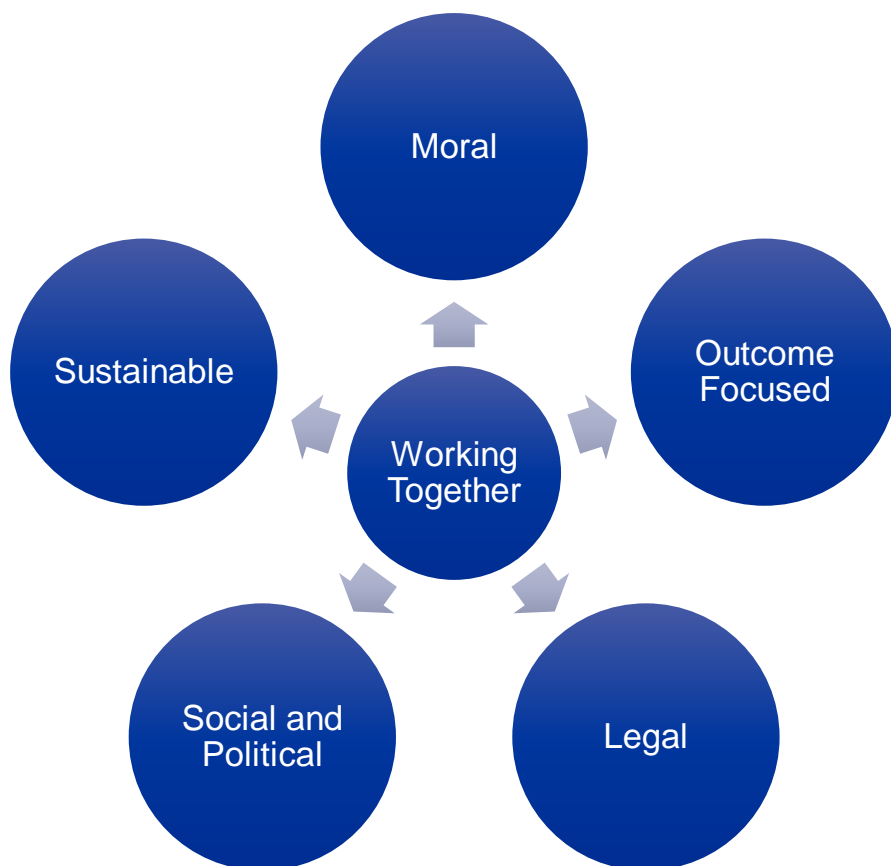 Moral
Outcome
Focused
Sustainable
Working
Together
Social and
Political
Legal